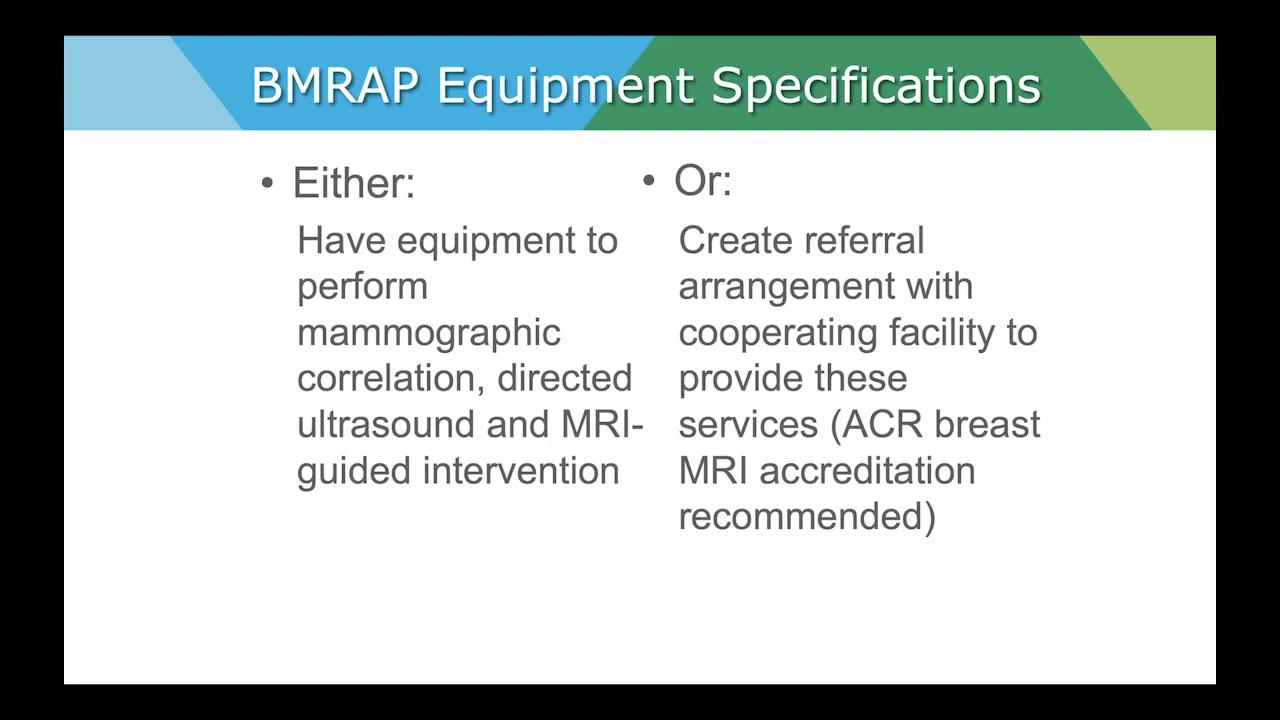 BMRAP Equipment Specifications
• Either:
Have equipment to
perform
mammographic
correlation, directed
ultrasound and MRI-
guided intervention
• Or:
Create referral
arrangement with
cooperating facility to
provide these
services (ACR breast
MRI accreditation
recommended)